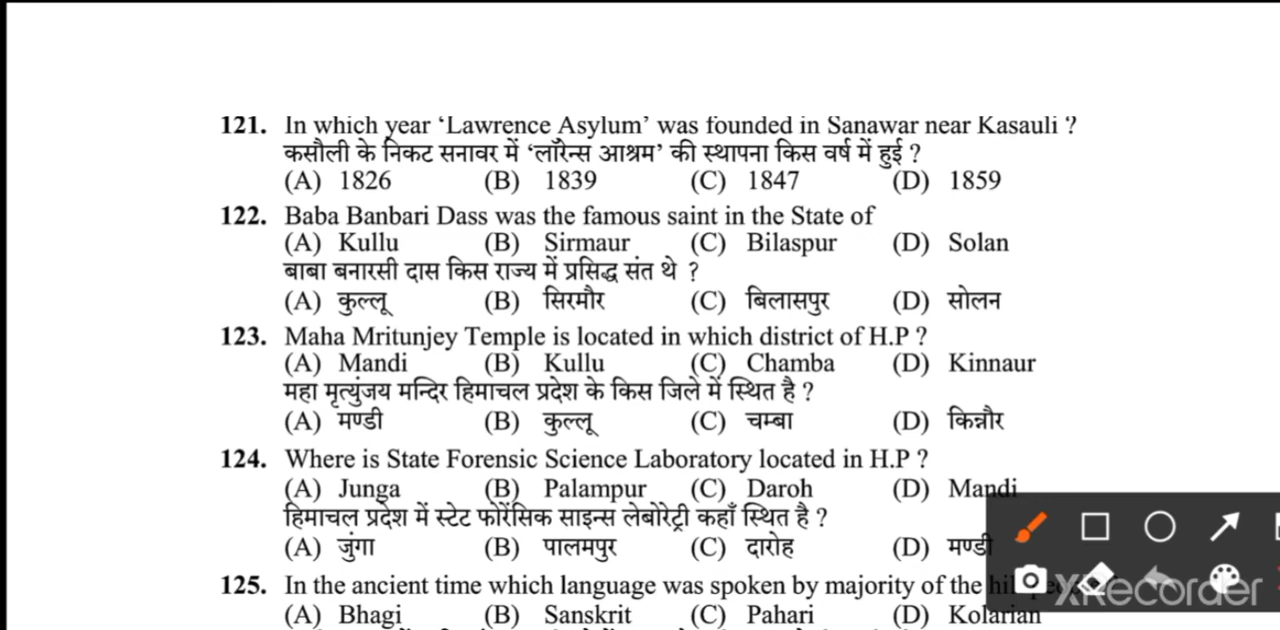 121. In which year ‘Lawrence Asylum’ was founded in Sanawar near Kasauli ?
कसौली के निकट सनावर में ‘लॉरेन्स आश्रम’ की स्थापना किस वर्ष में हुई ?
(A) 1826 (B) 1839 (C) 1847 (D) 1859
122. Baba Banbari Dass was the famous saint in the State of
(A) Kullu (B) Sirmaur (C) Bilaspur (D) Solan
बाबा बनारसी दास किस राज्य में प्रसिद्ध संत थे ?
(A) कुल्लू (B) सिरमौर (C) बिलासपुर (D) सोलन
123. Maha Mritunjey Temple is located in which district of H.P ?
(A) Mandi (B) Kullu (C) Chamba (D) Kinnaur
महा मृत्युंजय मन्दिर हिमाचल प्रदेश के किस जिले में स्थित है ?
(A) मण्डी (B) कुल्लू (C) चम्बा (D) किन्नौर
124. Where is State Forensic Science Laboratory located in H.P ?
(A) Junga (B) Palampur (C) Daroh (D) Mandi
हिमाचल प्रदेश में स्टेट फोरेंसिक साइन्स लेबोरेट्री कहाँ स्थित है ?
(A) जुंगा (B) पालमपुर (C) दारोह (D) मण्डी
125. In the ancient time which language was spoken by majority of the
(A) Bhagi (B) Sanskrit (C) Pahari (D) Kolarian
XRecorder